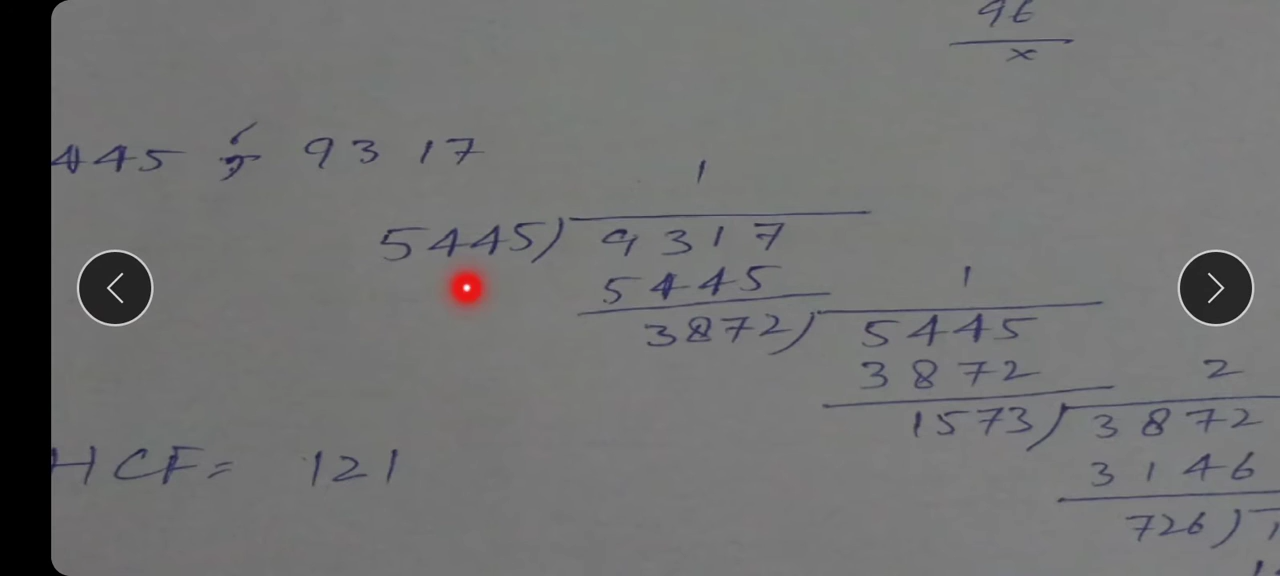 96
x
445 ; 9317
1
5445) 9317
5445 1
3872) 5445
3872 2
1573) 3872
HCF= 121 3146
726)